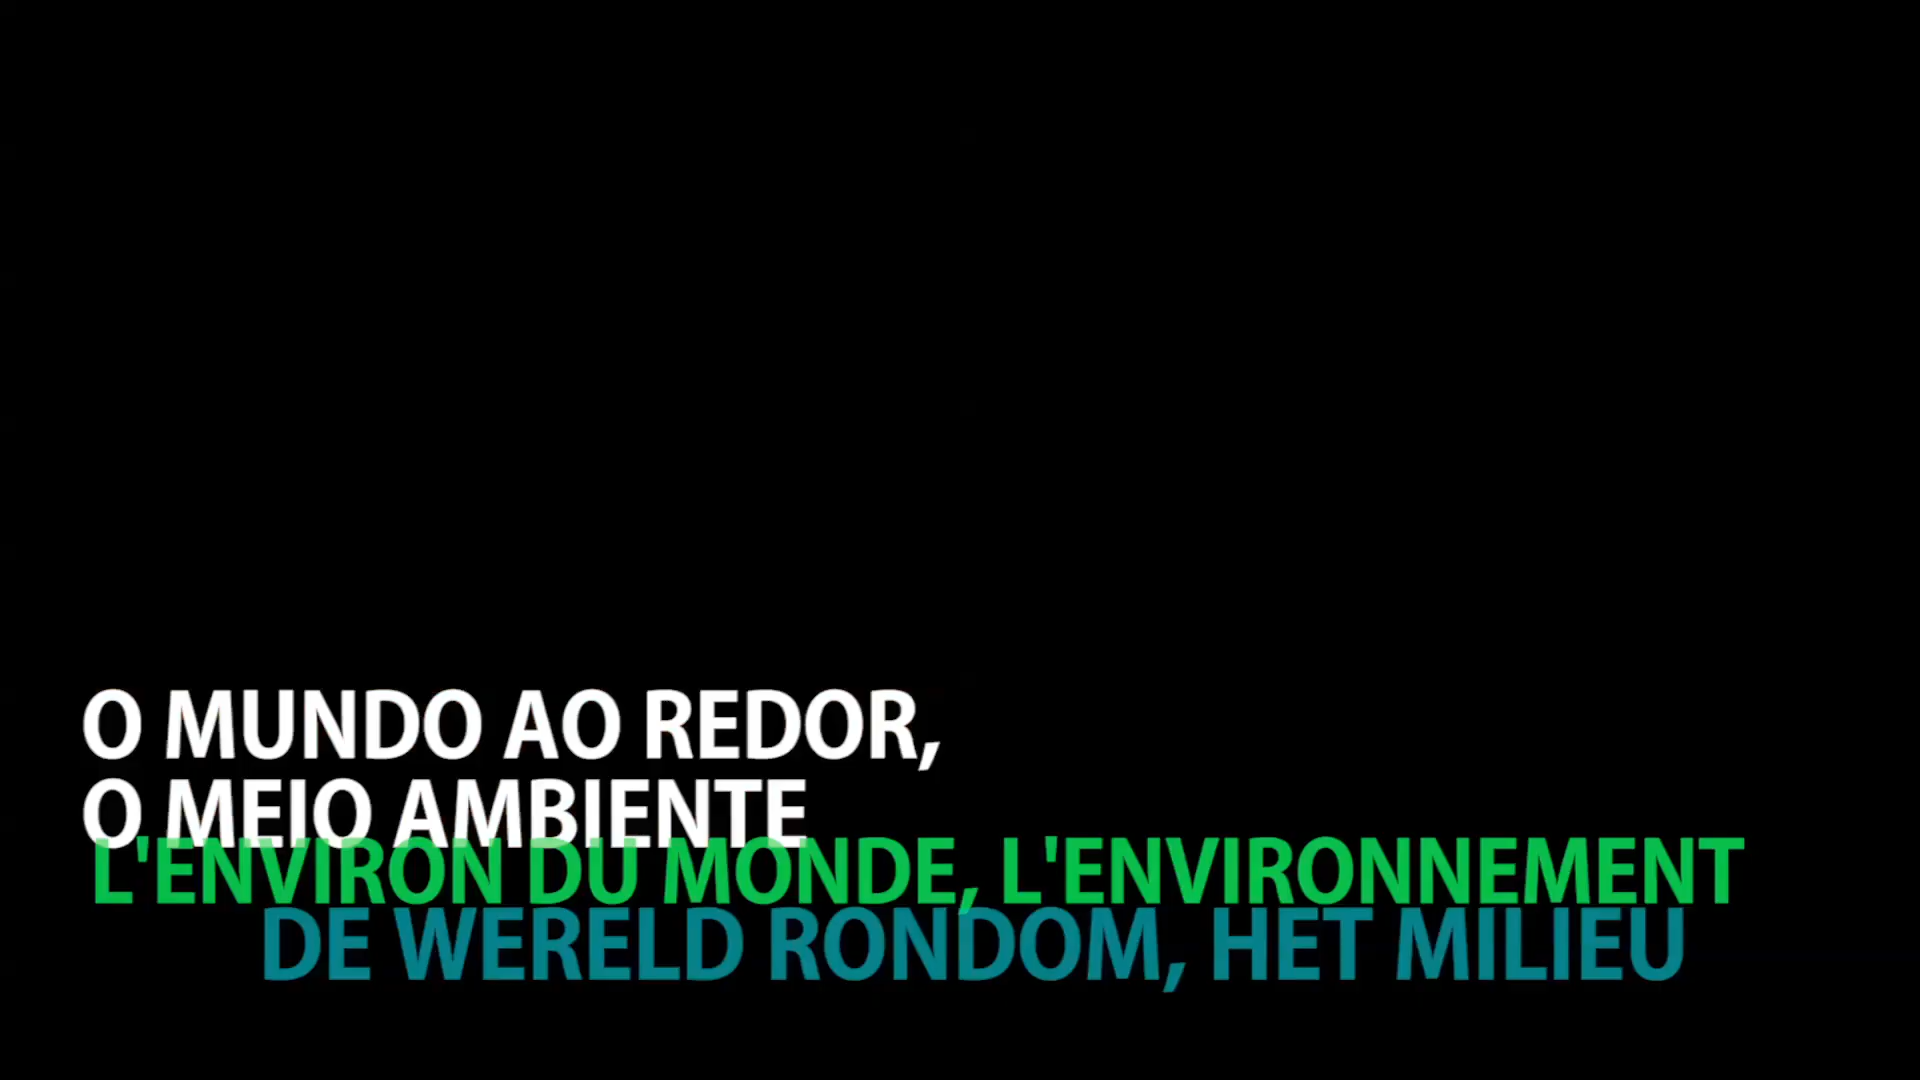 O MUNDO AO REDOR,
O MEIO AMBIENTE
L'ENVIRON DU MONDE, L'ENVIRONNEMENT
DE WERELD RONDOM, HET MILIEU